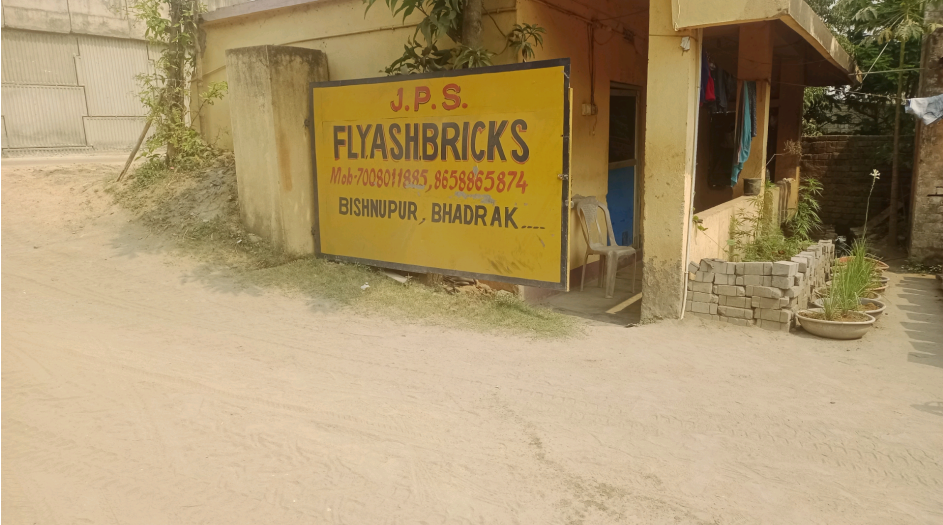 J.P.S.
FLYASHBRICKS
Mob-7008011885,8658865874
BISHNUPUR, BHADRAK....